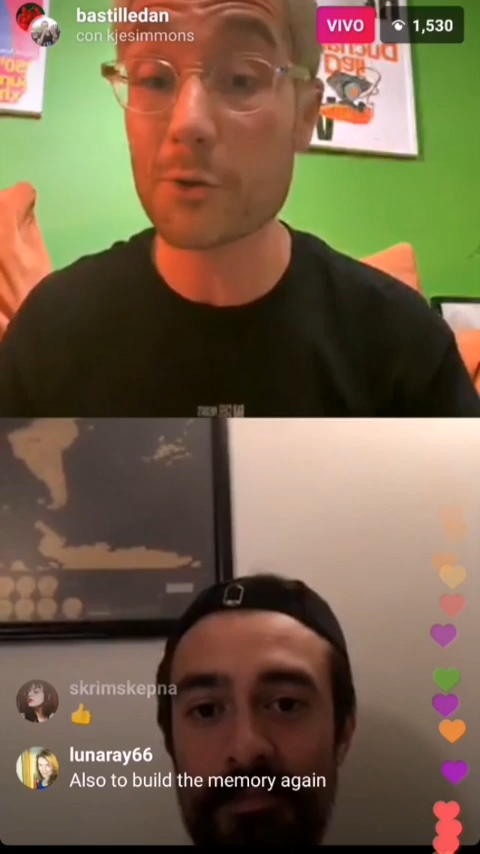 bastilledan
con kjesimmons
VIVO
1,530
skrimskepna
lunaray66
Also to build the memory again